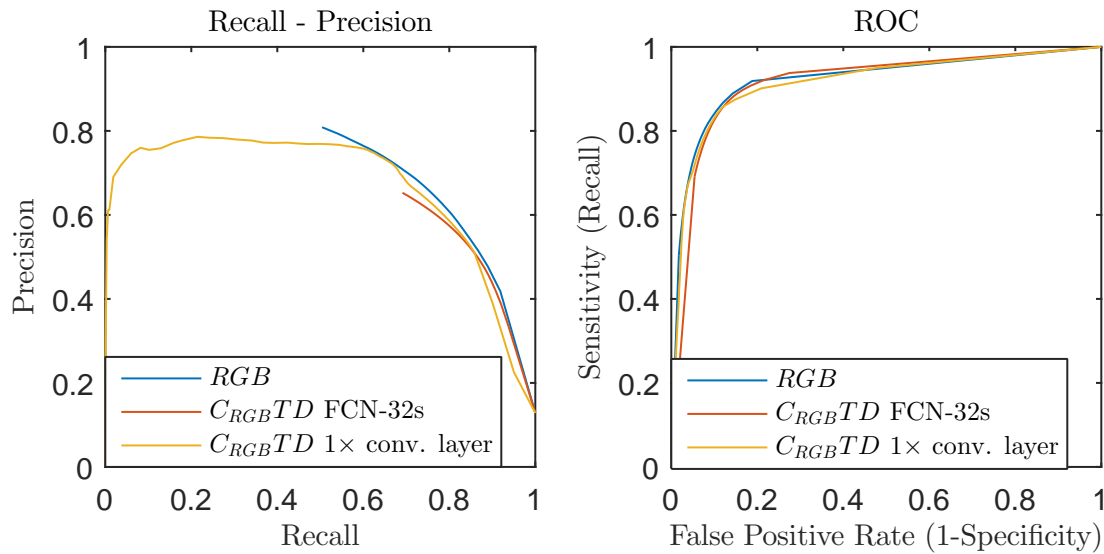 Recall - Precision
1
0.8
0.6
0.4
0.2
0
Precision
RGB
C_{RGB}TD FCN-32s
C_{RGB}TD 1× conv. layer
0 0.2 0.4 0.6 0.8 1
Recall
ROC
1
0.8
0.6
0.4
0.2
0
Sensitivity (Recall)
RGB
C_{RGB}TD FCN-32s
C_{RGB}TD 1× conv. layer
0 0.2 0.4 0.6 0.8 1
False Positive Rate (1-Specificity)